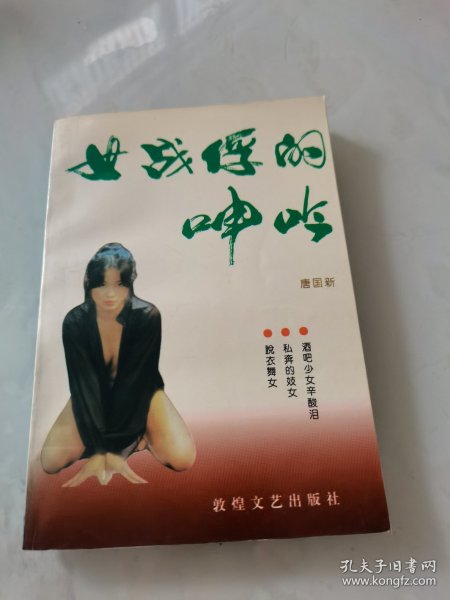 女战俘的
呻吟
唐国新
酒吧少女辛酸泪
私奔的妓女
脱衣舞女
敦煌文艺出版社
孔夫子旧书网
www.kongfz.com